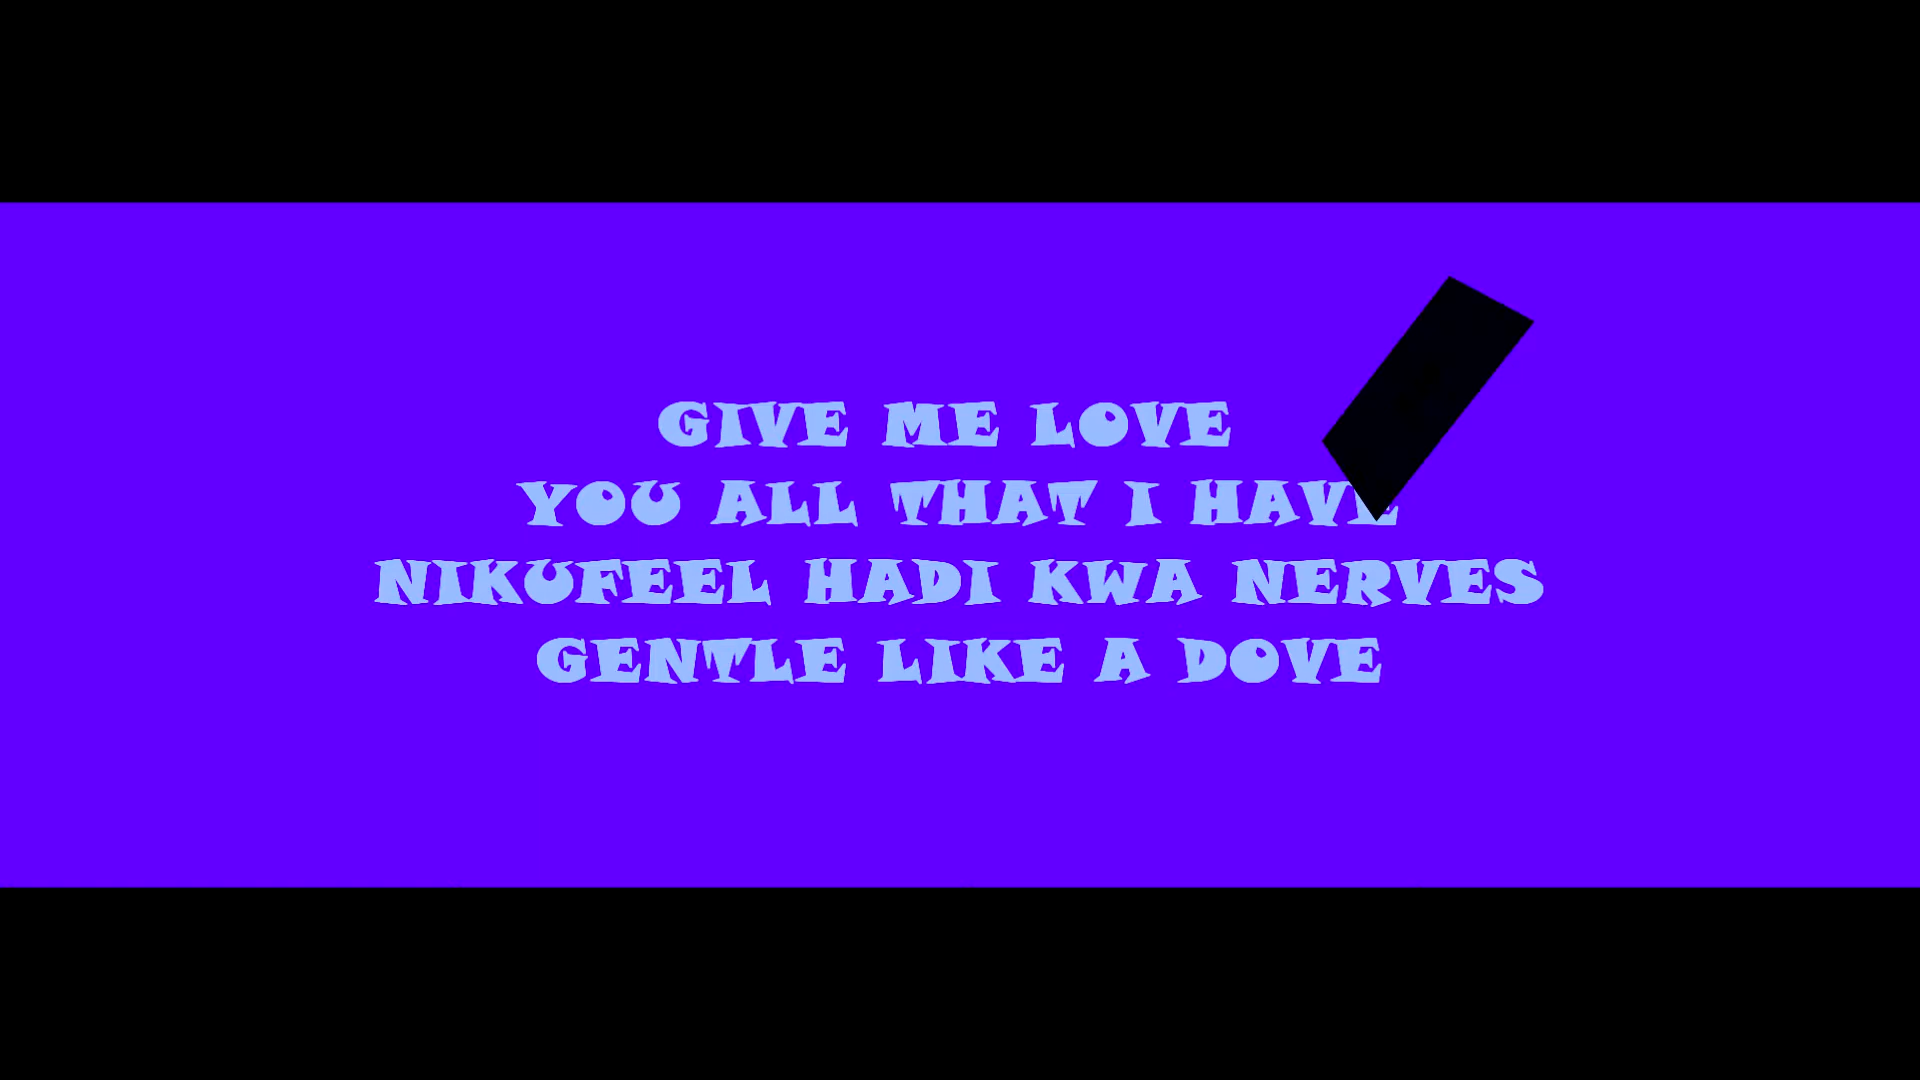 GIVE ME LOVE
YOU ALL THAT I HAVE
NIKUFEEL HADI KWA NERVES
GENTLE LIKE A DOVE